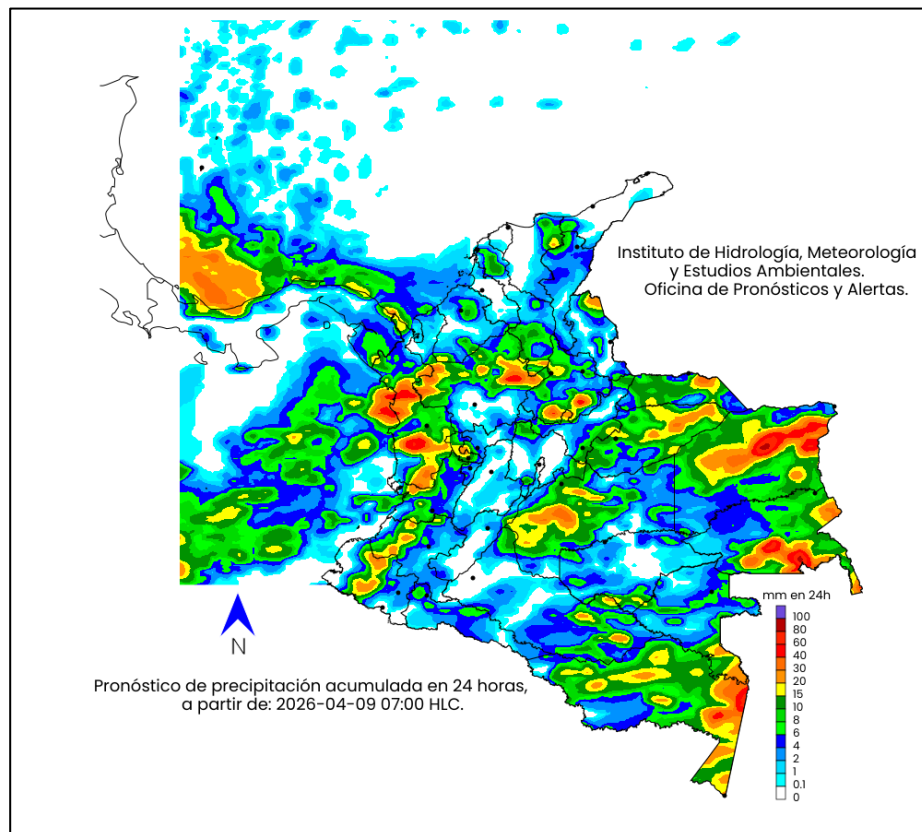 Instituto de Hidrología, Meteorología
y Estudios Ambientales.
Oficina de Pronósticos y Alertas.
mm en 24h
100
80
60
40
30
20
15
10
8
6
4
2
1
0.1
0
N
Pronóstico de precipitación acumulada en 24 horas,
a partir de: 2026-04-09 07:00 HLC.